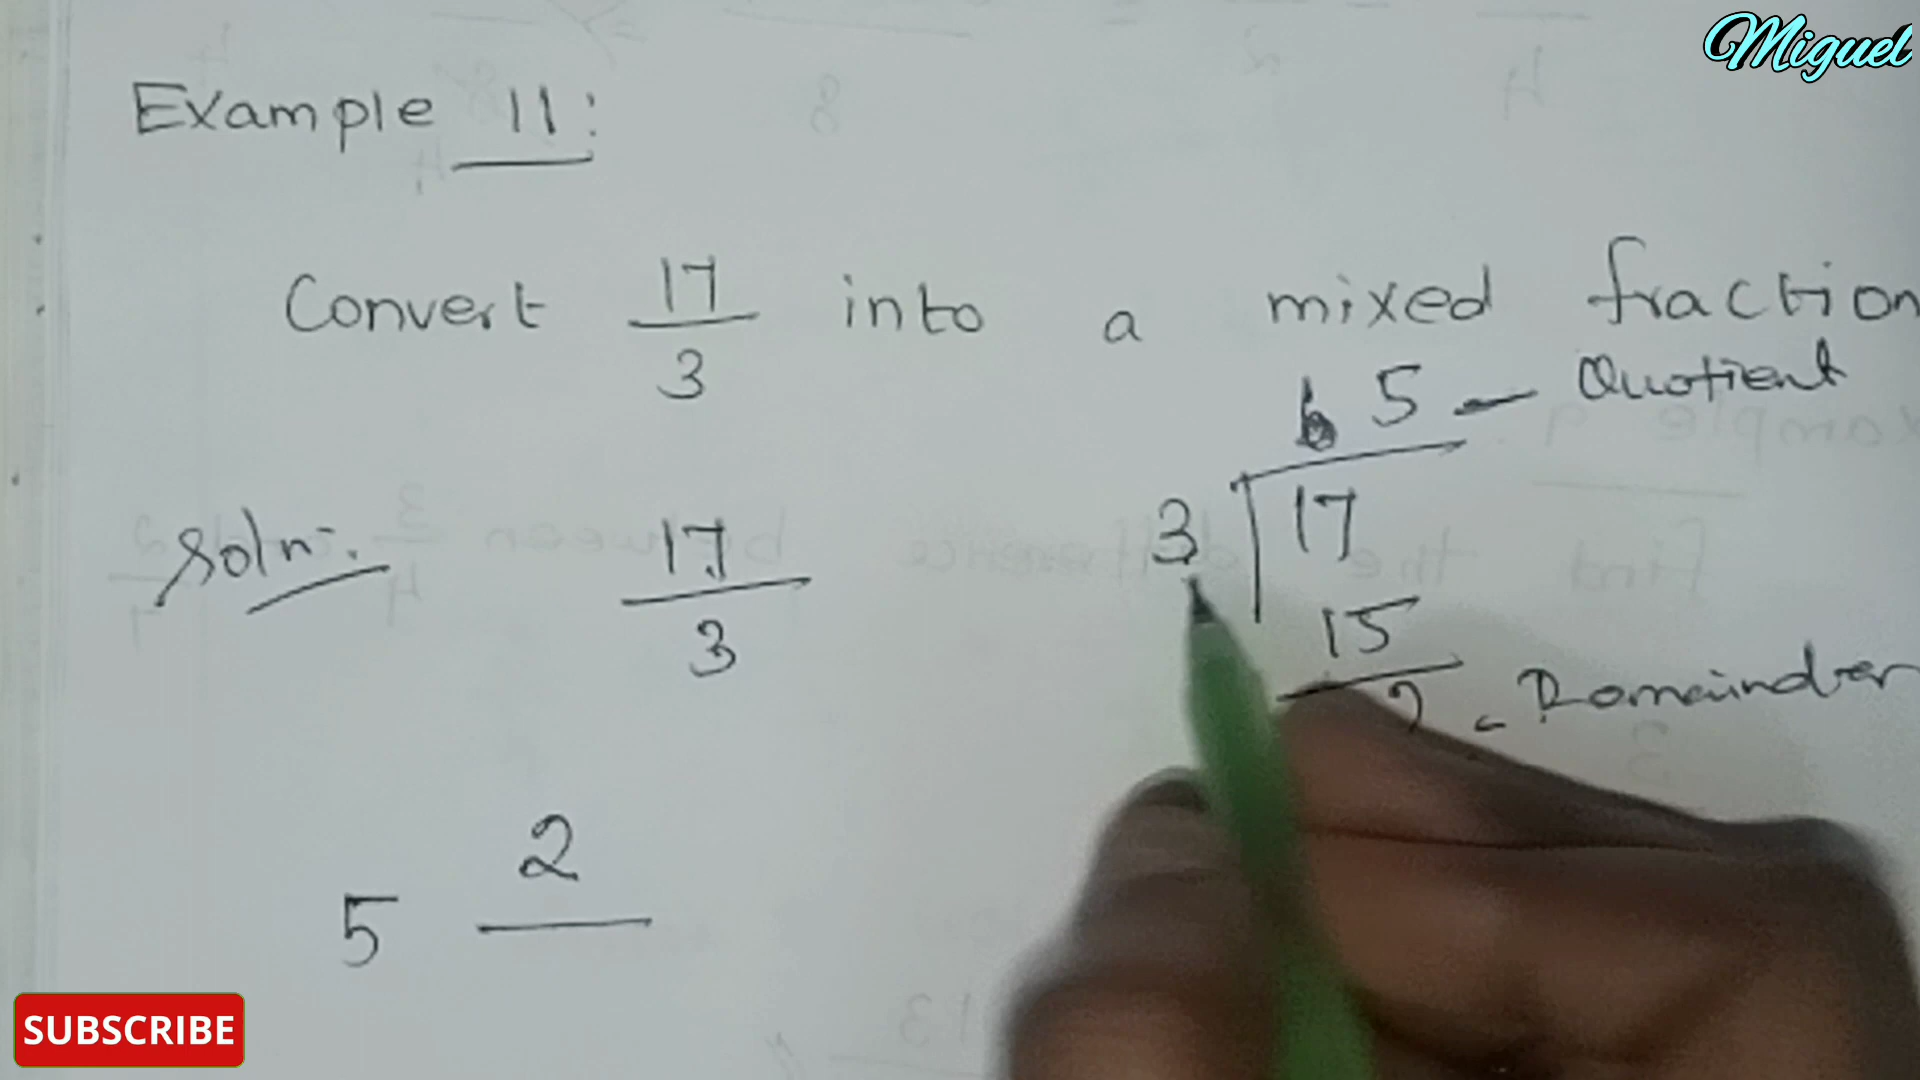 Miguel
Example 11:
Convert 17/3 into a mixed fraction
5 - Quotient
Soln:
17/3
3 17
15
2 - Remainder
5 2
SUBSCRIBE